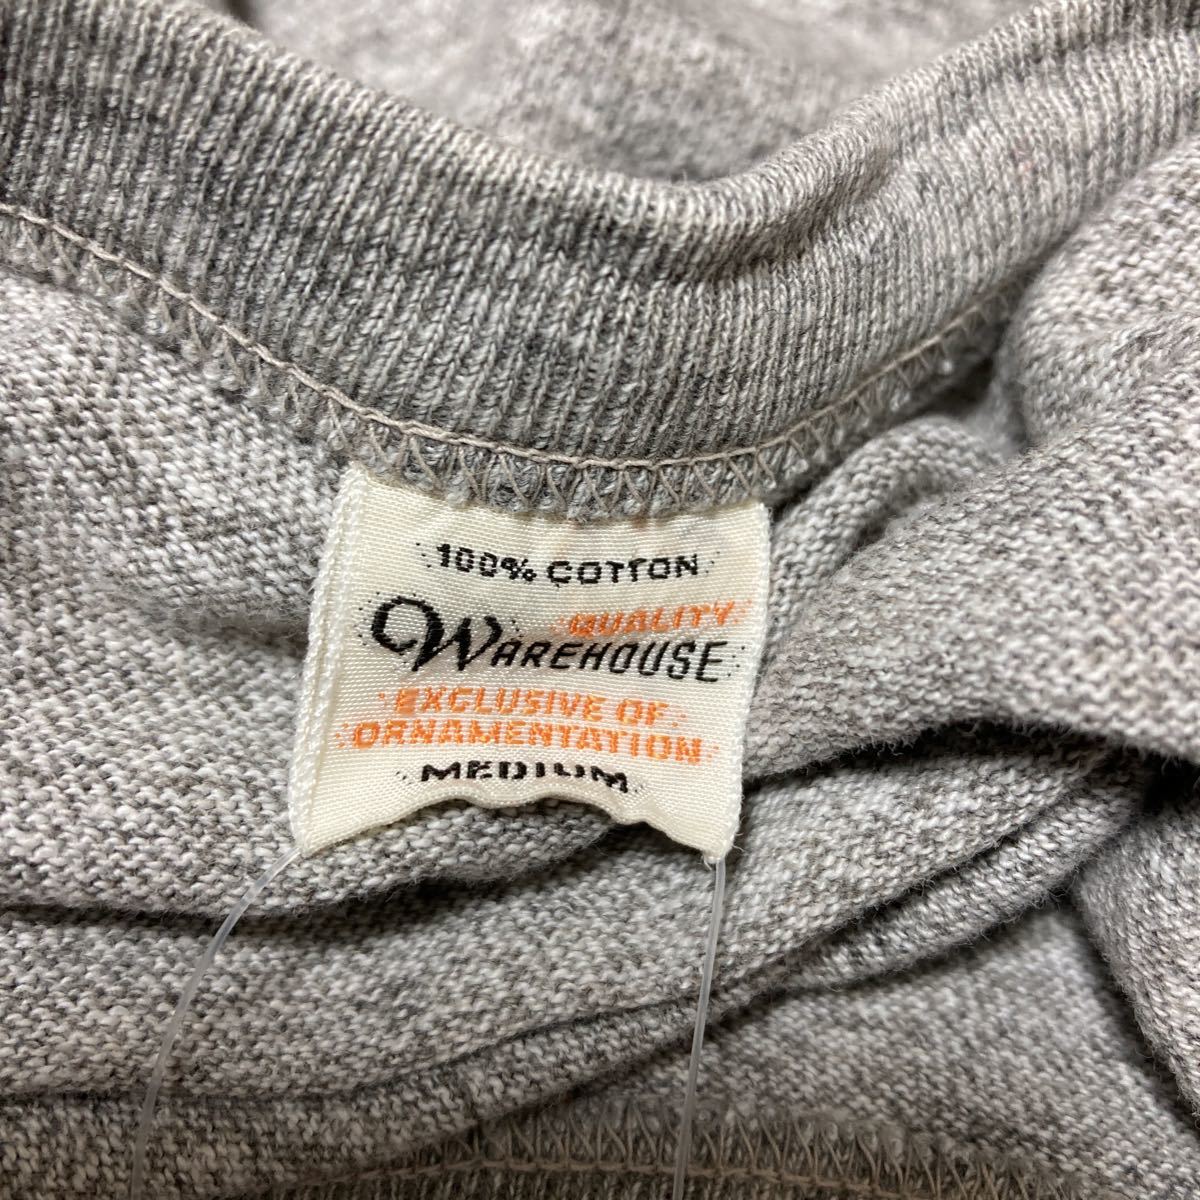 100% COTTON
QUALITY
WAREHOUSE
EXCLUSIVE OF
ORNAMENTATION
MEDIUM